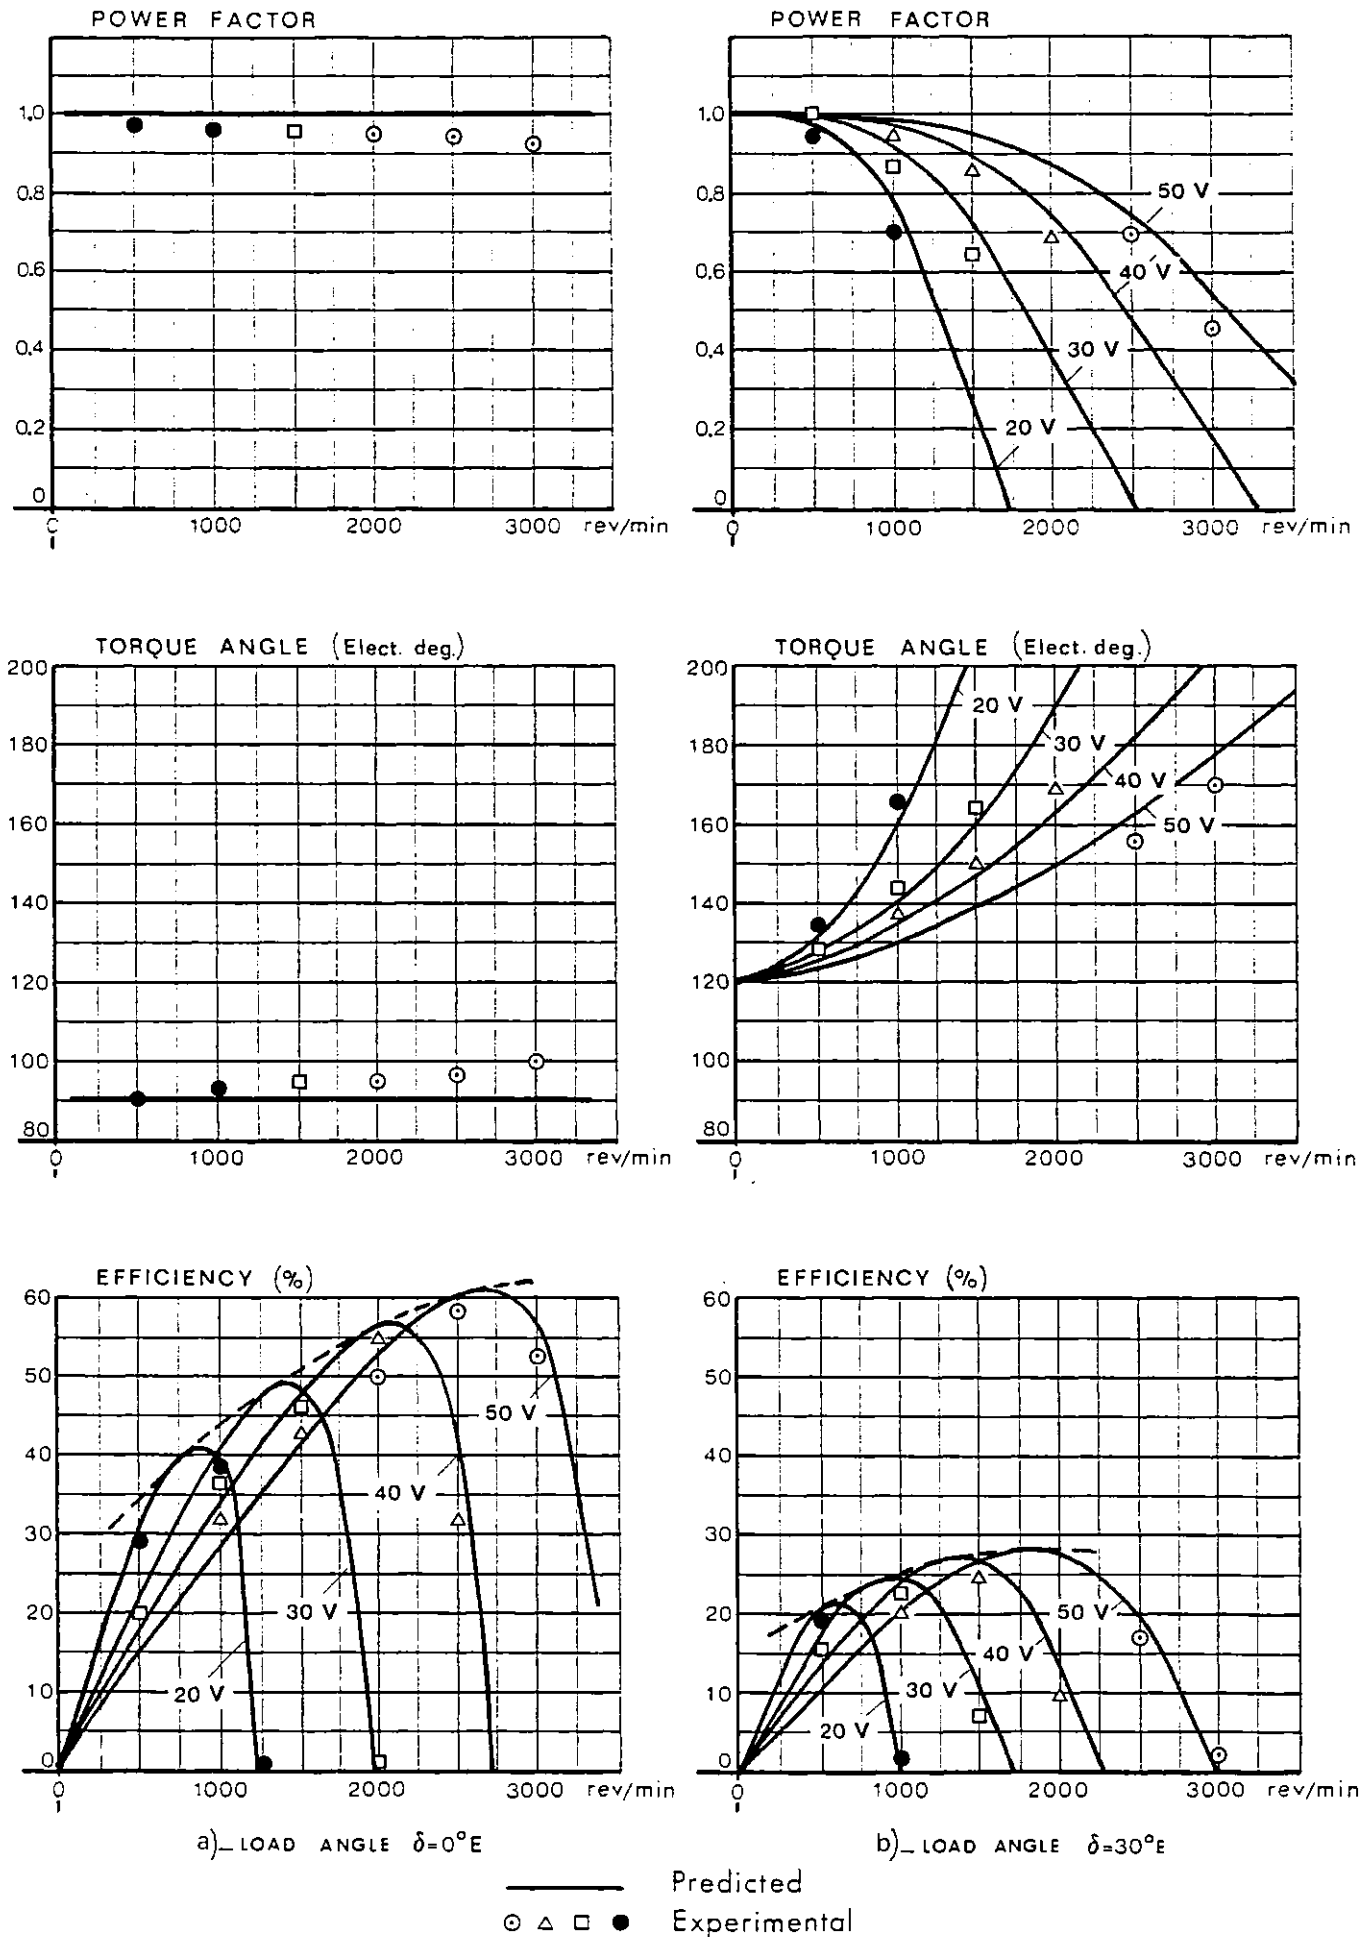 POWER FACTOR
1.0
0.8
0.6
0.4
0.2
0
0 1000 2000 3000 rev/min
POWER FACTOR
1.0
0.8
0.6
0.4
0.2
0
50 V
40 V
30 V
20 V
0 1000 2000 3000 rev/min
TORQUE ANGLE (Elect. deg.)
200
180
160
140
120
100
80
0 1000 2000 3000 rev/min
TORQUE ANGLE (Elect. deg.)
200
180
160
140
120
100
80
20 V
30 V
40 V
50 V
0 1000 2000 3000 rev/min
EFFICIENCY (%)
60
50
40
30
20
10
0
50 V
40 V
30 V
20 V
0 1000 2000 3000 rev/min
a)_LOAD ANGLE δ=0°E
EFFICIENCY (%)
60
50
40
30
20
10
0
50 V
40 V
30 V
20 V
0 1000 2000 3000 rev/min
b)_LOAD ANGLE δ=30°E
Predicted
Experimental